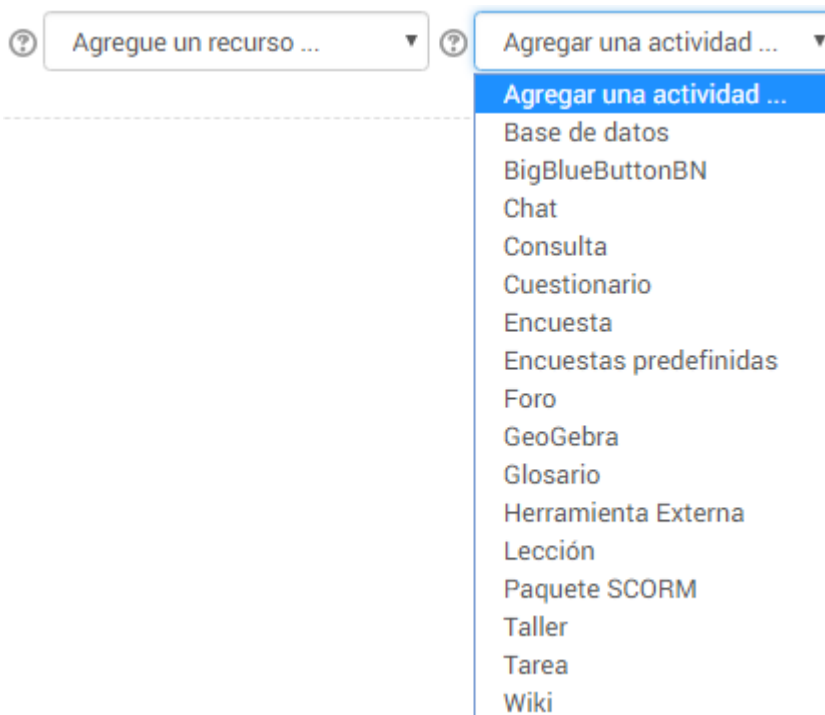 Agregue un recurso ... Agregar una actividad ...
Agregar una actividad ...
Base de datos
BigBlueButtonBN
Chat
Consulta
Cuestionario
Encuesta
Encuestas predefinidas
Foro
GeoGebra
Glosario
Herramienta Externa
Lección
Paquete SCORM
Taller
Tarea
Wiki